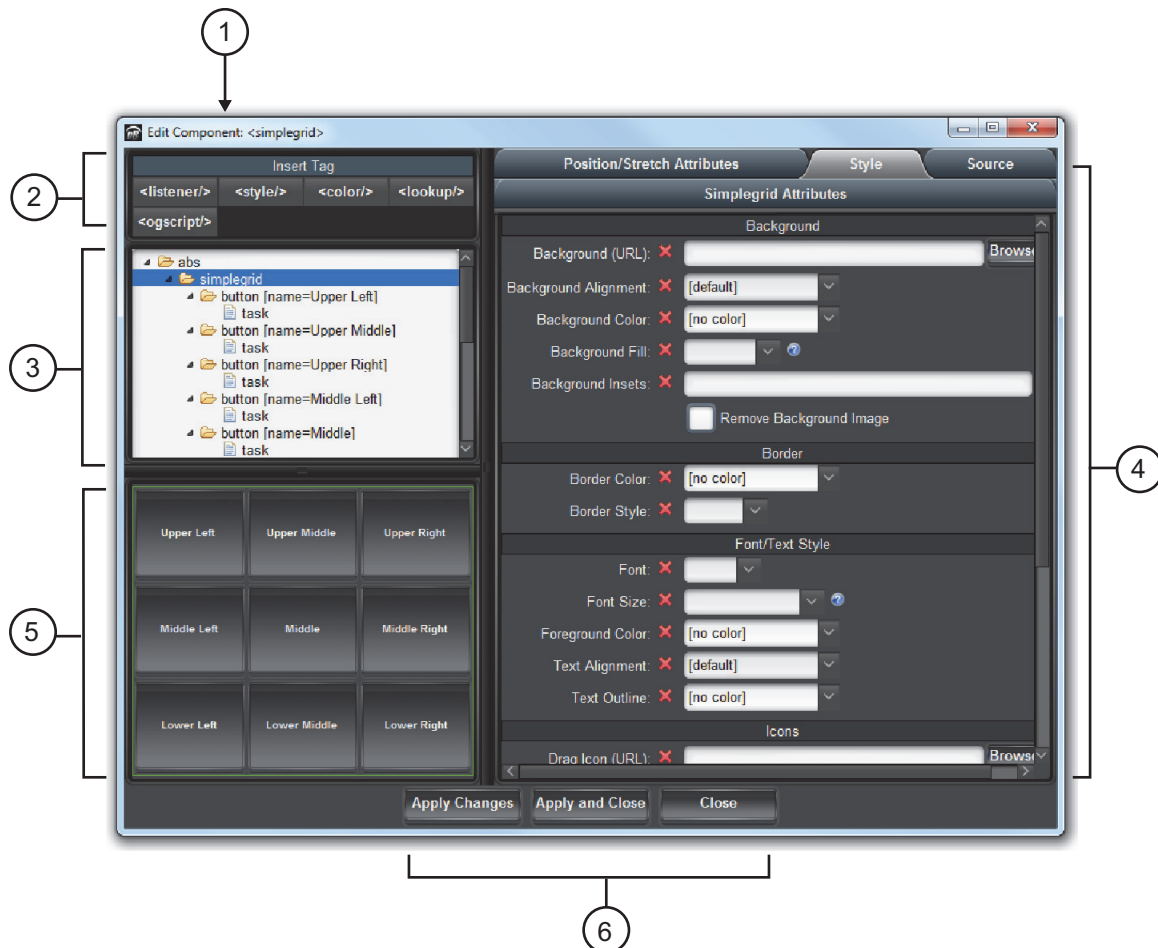 1
Edit Component: <simplegrid>
2
Insert Tag
<listener/> <style/> <color/> <lookup/>
<ogscript/>
3
abs
simplegrid
button [name=Upper Left]
task
button [name=Upper Middle]
task
button [name=Upper Right]
task
button [name=Middle Left]
task
button [name=Middle]
task
5
Upper Left Upper Middle Upper Right
Middle Left Middle Middle Right
Lower Left Lower Middle Lower Right
Position/Stretch Attributes Style Source
Simplegrid Attributes
Background
Background (URL): Browse
Background Alignment: [default]
Background Color: [no color]
Background Fill:
Background Insets:
Remove Background Image
Border
Border Color: [no color]
Border Style:
Font/Text Style
Font:
Font Size:
Foreground Color: [no color]
Text Alignment: [default]
Text Outline: [no color]
Icons
Drag Icon (URL): Browse
4
Apply Changes Apply and Close Close
6